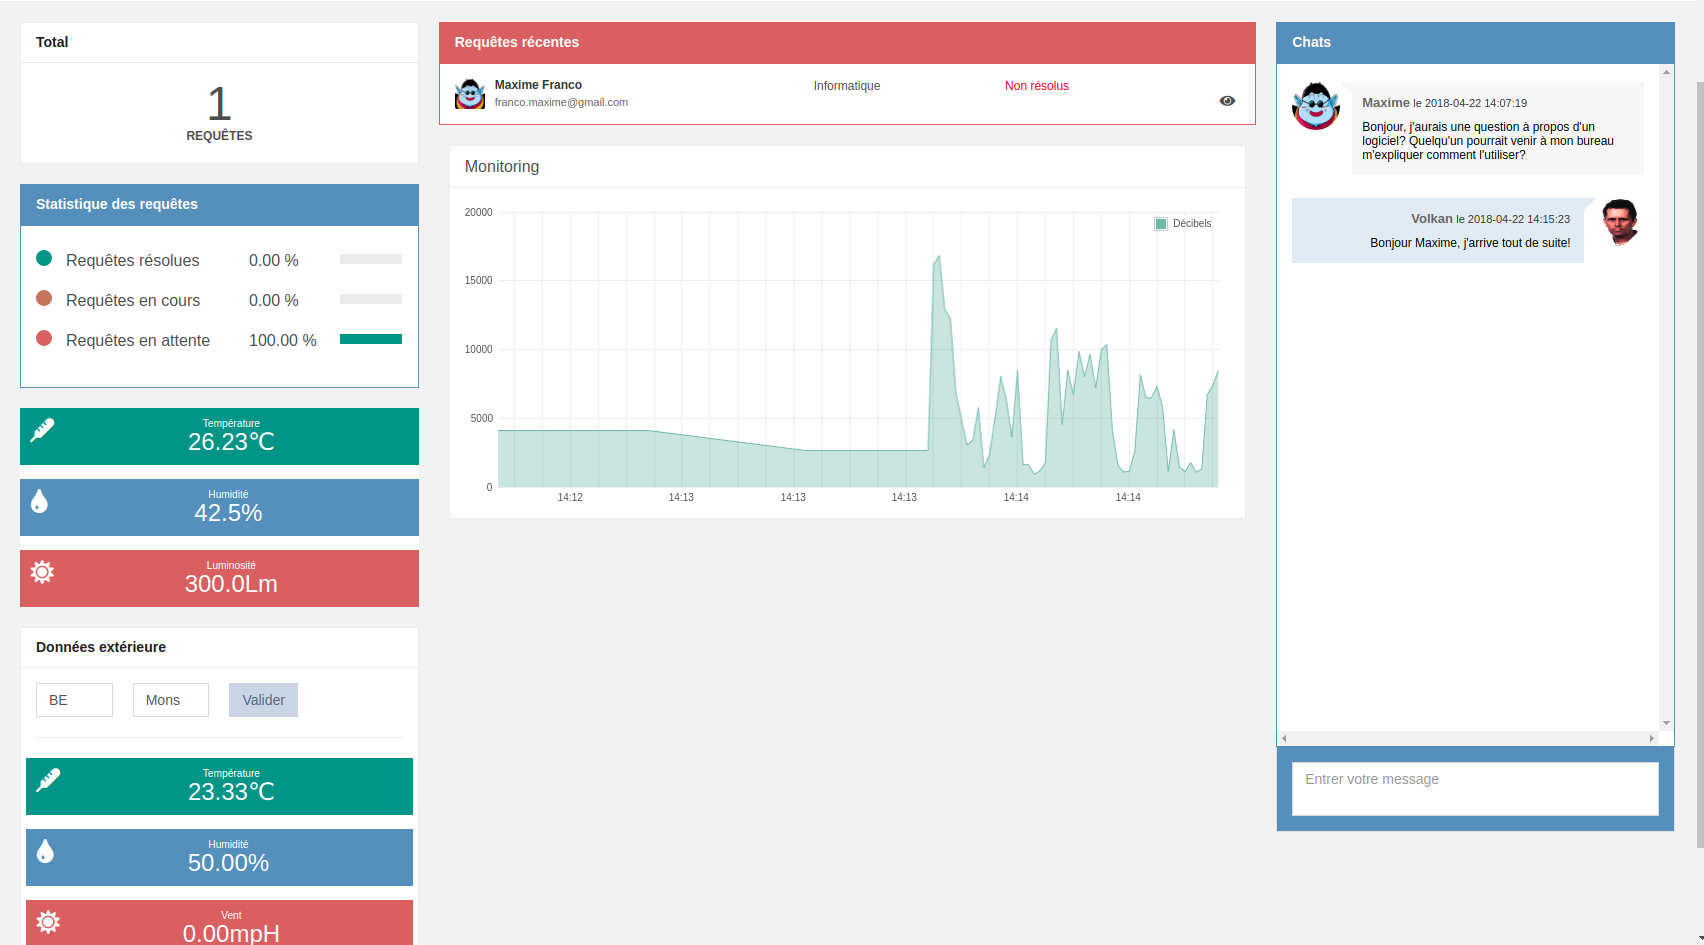 Total
1
REQUÊTES
Statistique des requêtes
Requêtes résolues 0.00 %
Requêtes en cours 0.00 %
Requêtes en attente 100.00 %
Température
26.23℃
Humidité
42.5%
Luminosité
300.0Lm
Données extérieure
BE Mons Valider
Température
23.33℃
Humidité
50.00%
Vent
0.00mpH
Requêtes récentes
Maxime Franco Informatique Non résolus
franco.maxime@gmail.com
Monitoring
Décibels
20000
15000
10000
5000
0
14:12 14:13 14:13 14:13 14:14 14:14
Chats
Maxime le 2018-04-22 14:07:19
Bonjour, j'aurais une question à propos d'un
logiciel? Quelqu'un pourrait venir à mon bureau
m'expliquer comment l'utiliser?
Volkan le 2018-04-22 14:15:23
Bonjour Maxime, j'arrive tout de suite!
Entrer votre message